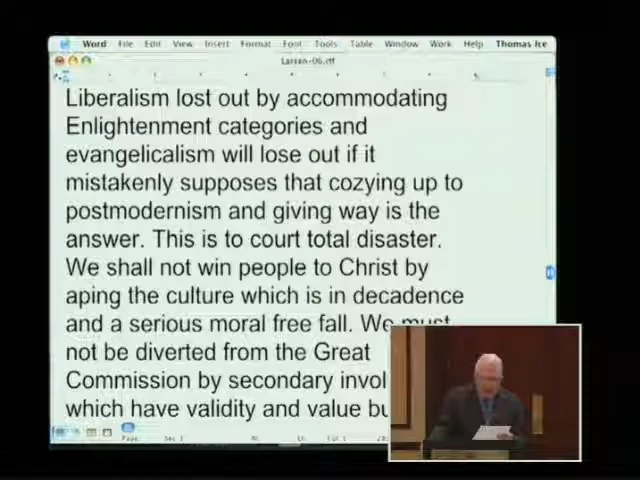 Word File Edit View Insert Format Font Tools Table Window Work Help Thomas Ice
Larsen-06.rtf
Liberalism lost out by accommodating
Enlightenment categories and
evangelicalism will lose out if it
mistakenly supposes that cozying up to
postmodernism and giving way is the
answer. This is to court total disaster.
We shall not win people to Christ by
aping the culture which is in decadence
and a serious moral free fall. We must
not be diverted from the Great
Commission by secondary invol
which have validity and value bu
Page Sec 1